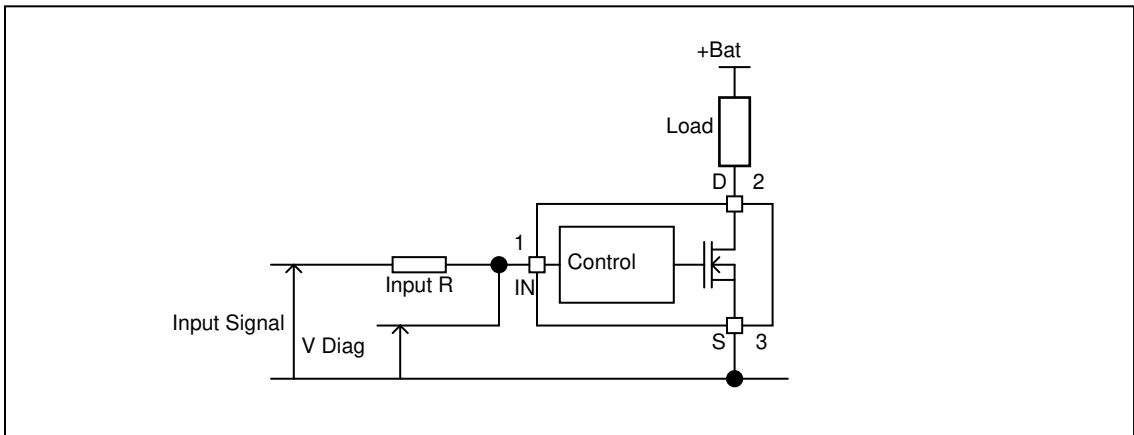 +Bat
Load
D 2
1
Control
Input R
IN
Input Signal
V Diag
S 3